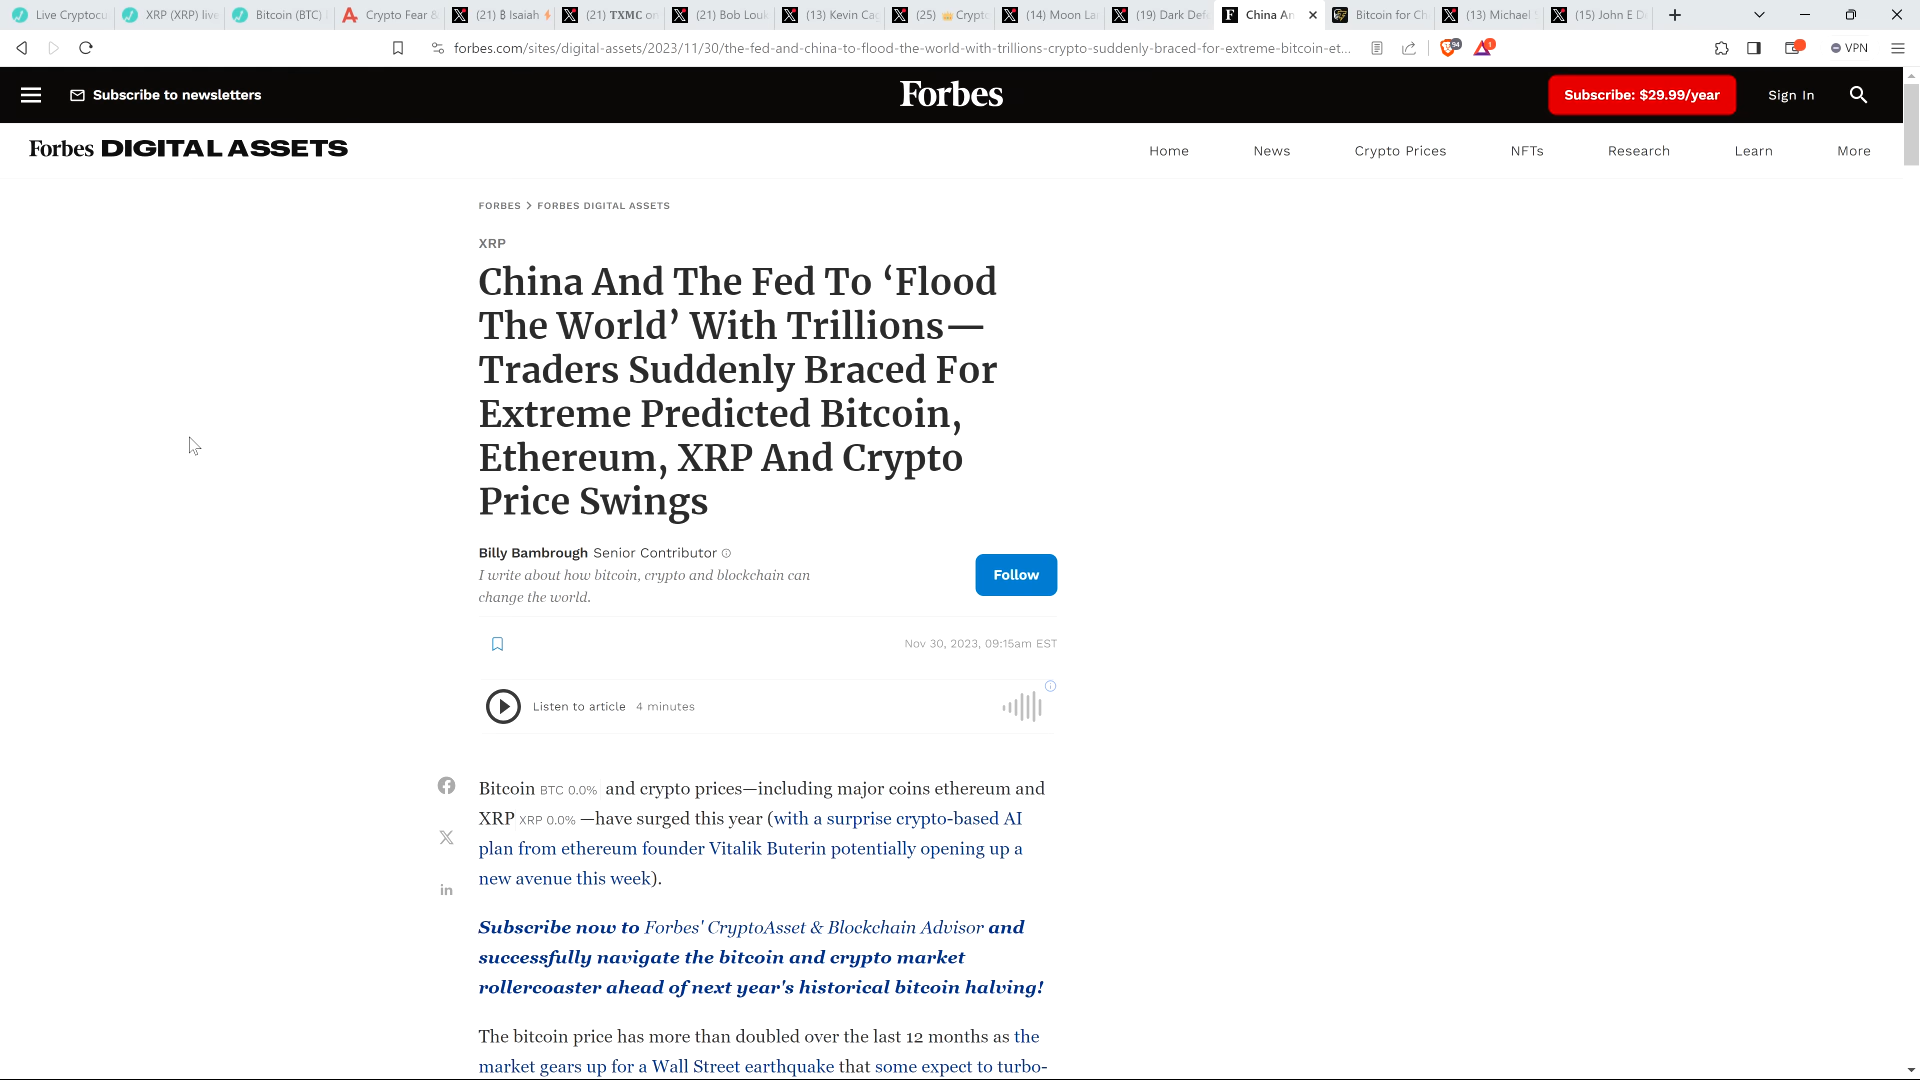 Live Cryptocu
XRP (XRP) live
Bitcoin (BTC)
Crypto Fear &
(21) ₿ Isaiah⚡
(21) TXMC on
(21) Bob Louk
(13) Kevin Cag
(25) 👑Crypto
(14) Moon La
(19) Dark Defe
China An
Bitcoin for Ch
(13) Michael
(15) John E De
forbes.com/sites/digital-assets/2023/11/30/the-fed-and-china-to-flood-the-world-with-trillions-crypto-suddenly-braced-for-extreme-bitcoin-et...
94
1
VPN
Subscribe to newsletters
Forbes
Subscribe: $29.99/year
Sign In
Forbes DIGITAL ASSETS
Home
News
Crypto Prices
NFTs
Research
Learn
More
FORBES > FORBES DIGITAL ASSETS
XRP
China And The Fed To ‘Flood
The World’ With Trillions—
Traders Suddenly Braced For
Extreme Predicted Bitcoin,
Ethereum, XRP And Crypto
Price Swings
Billy Bambrough Senior Contributor
I write about how bitcoin, crypto and blockchain can
change the world.
Follow
Nov 30, 2023, 09:15am EST
Listen to article 4 minutes
Bitcoin BTC 0.0% and crypto prices—including major coins ethereum and
XRP XRP 0.0% —have surged this year (with a surprise crypto-based AI
plan from ethereum founder Vitalik Buterin potentially opening up a
new avenue this week).
Subscribe now to Forbes' CryptoAsset & Blockchain Advisor and
successfully navigate the bitcoin and crypto market
rollercoaster ahead of next year's historical bitcoin halving!
The bitcoin price has more than doubled over the last 12 months as the
market gears up for a Wall Street earthquake that some expect to turbo-